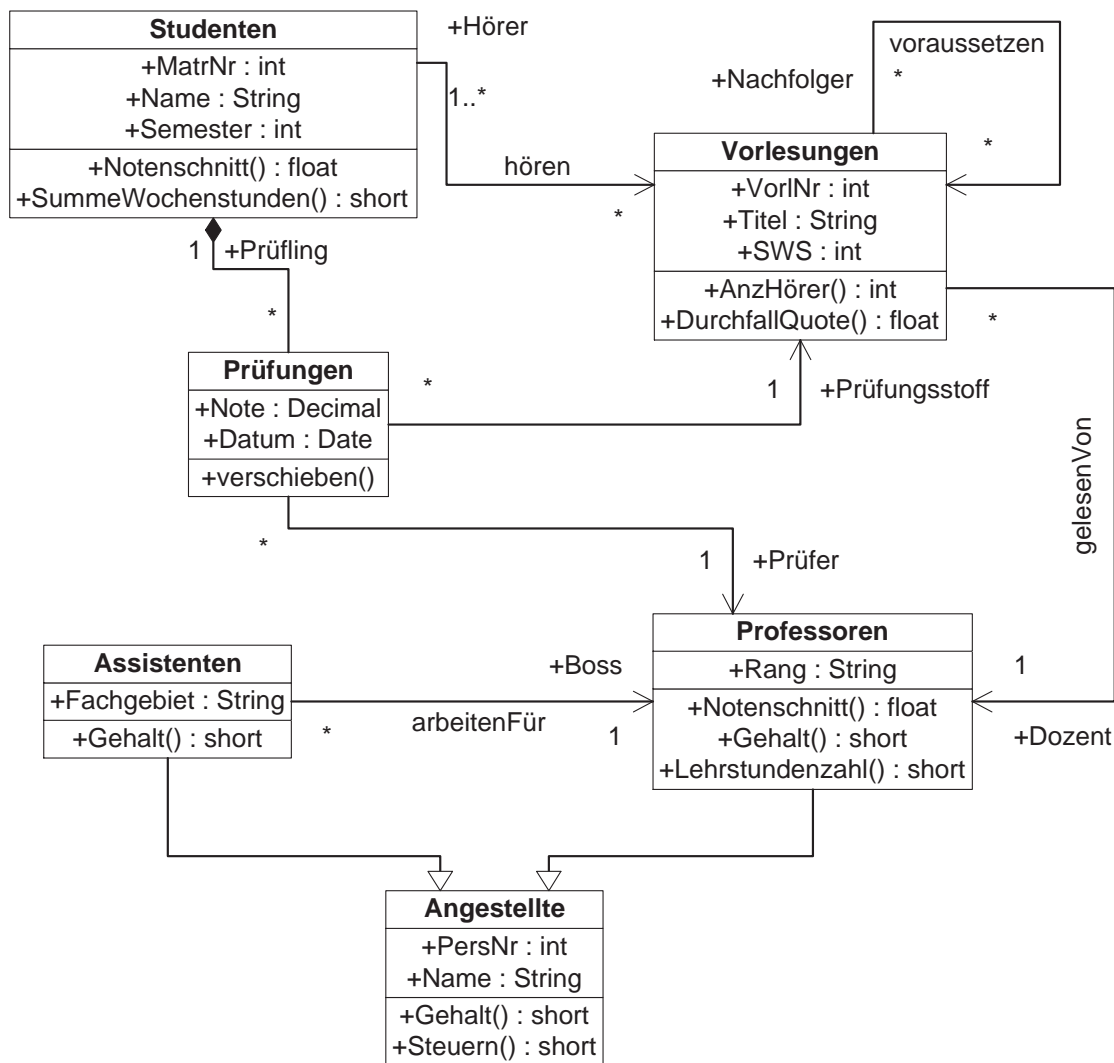 Studenten
+MatrNr : int
+Name : String
+Semester : int
+Notenschnitt() : float
+SummeWochenstunden() : short
+Hörer
1..*
hören
*
voraussetzen
+Nachfolger
*
*
Vorlesungen
+VorlNr : int
+Titel : String
+SWS : int
+AnzHörer() : int
+DurchfallQuote() : float
*
1
+Prüfling
*
Prüfungen
+Note : Decimal
+Datum : Date
+verschieben()
*
1
+Prüfungsstoff
gelesenVon
*
1
+Prüfer
Professoren
+Rang : String
+Notenschnitt() : float
+Gehalt() : short
+Lehrstundenzahl() : short
1
+Dozent
Assistenten
+Fachgebiet : String
+Gehalt() : short
+Boss
*
arbeitenFür
1
Angestellte
+PersNr : int
+Name : String
+Gehalt() : short
+Steuern() : short